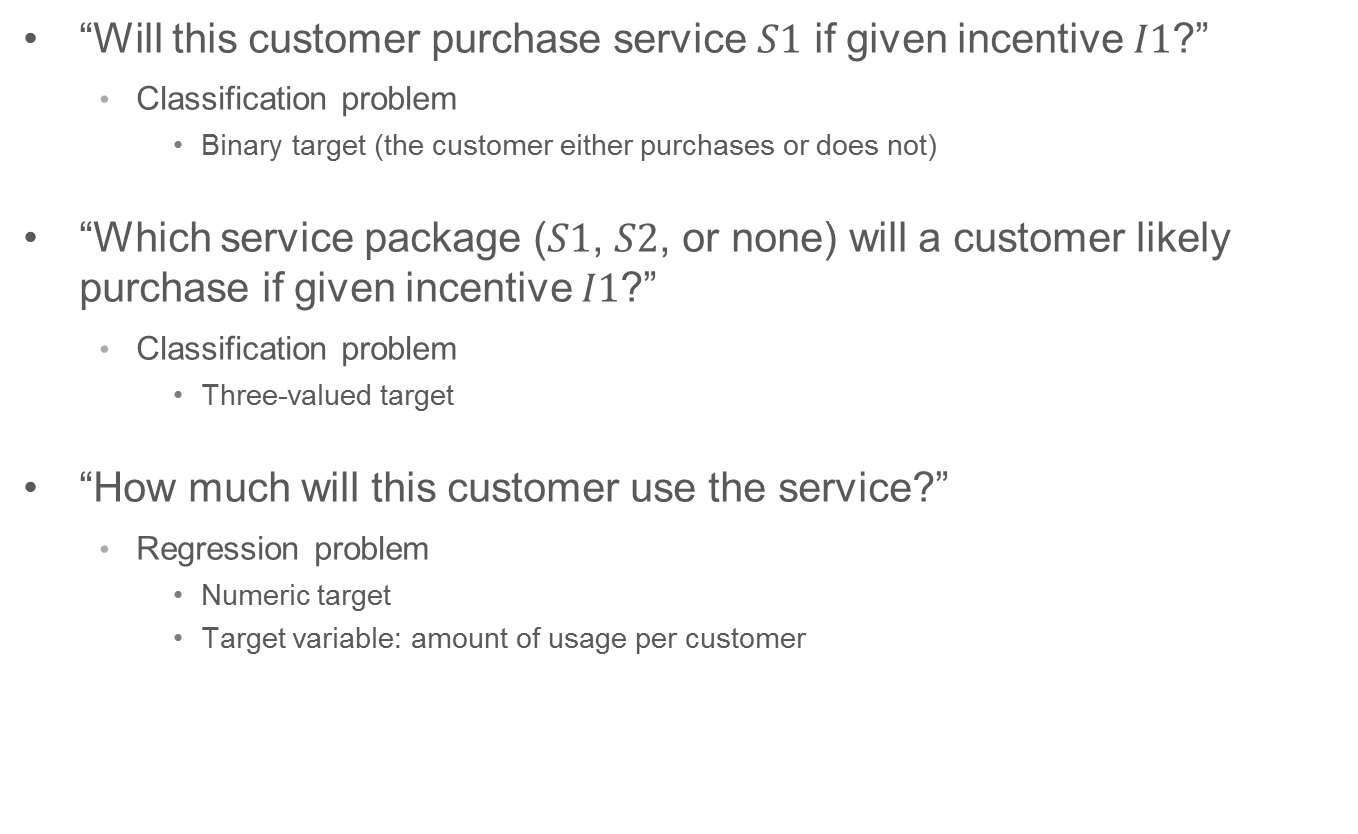 • “Will this customer purchase service S1 if given incentive I1?”
• Classification problem
• Binary target (the customer either purchases or does not)
• “Which service package (S1, S2, or none) will a customer likely
purchase if given incentive I1?”
• Classification problem
• Three-valued target
• “How much will this customer use the service?”
• Regression problem
• Numeric target
• Target variable: amount of usage per customer